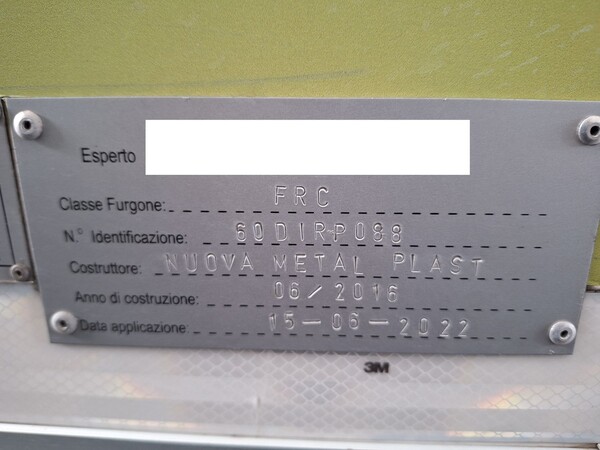 Esperto
Classe Furgone: FRC
N.° Identificazione: 60DIRP088
Costruttore: NUOVA METAL PLAST
Anno di costruzione: 06/2016
Data applicazione: 15-06-2022
3M